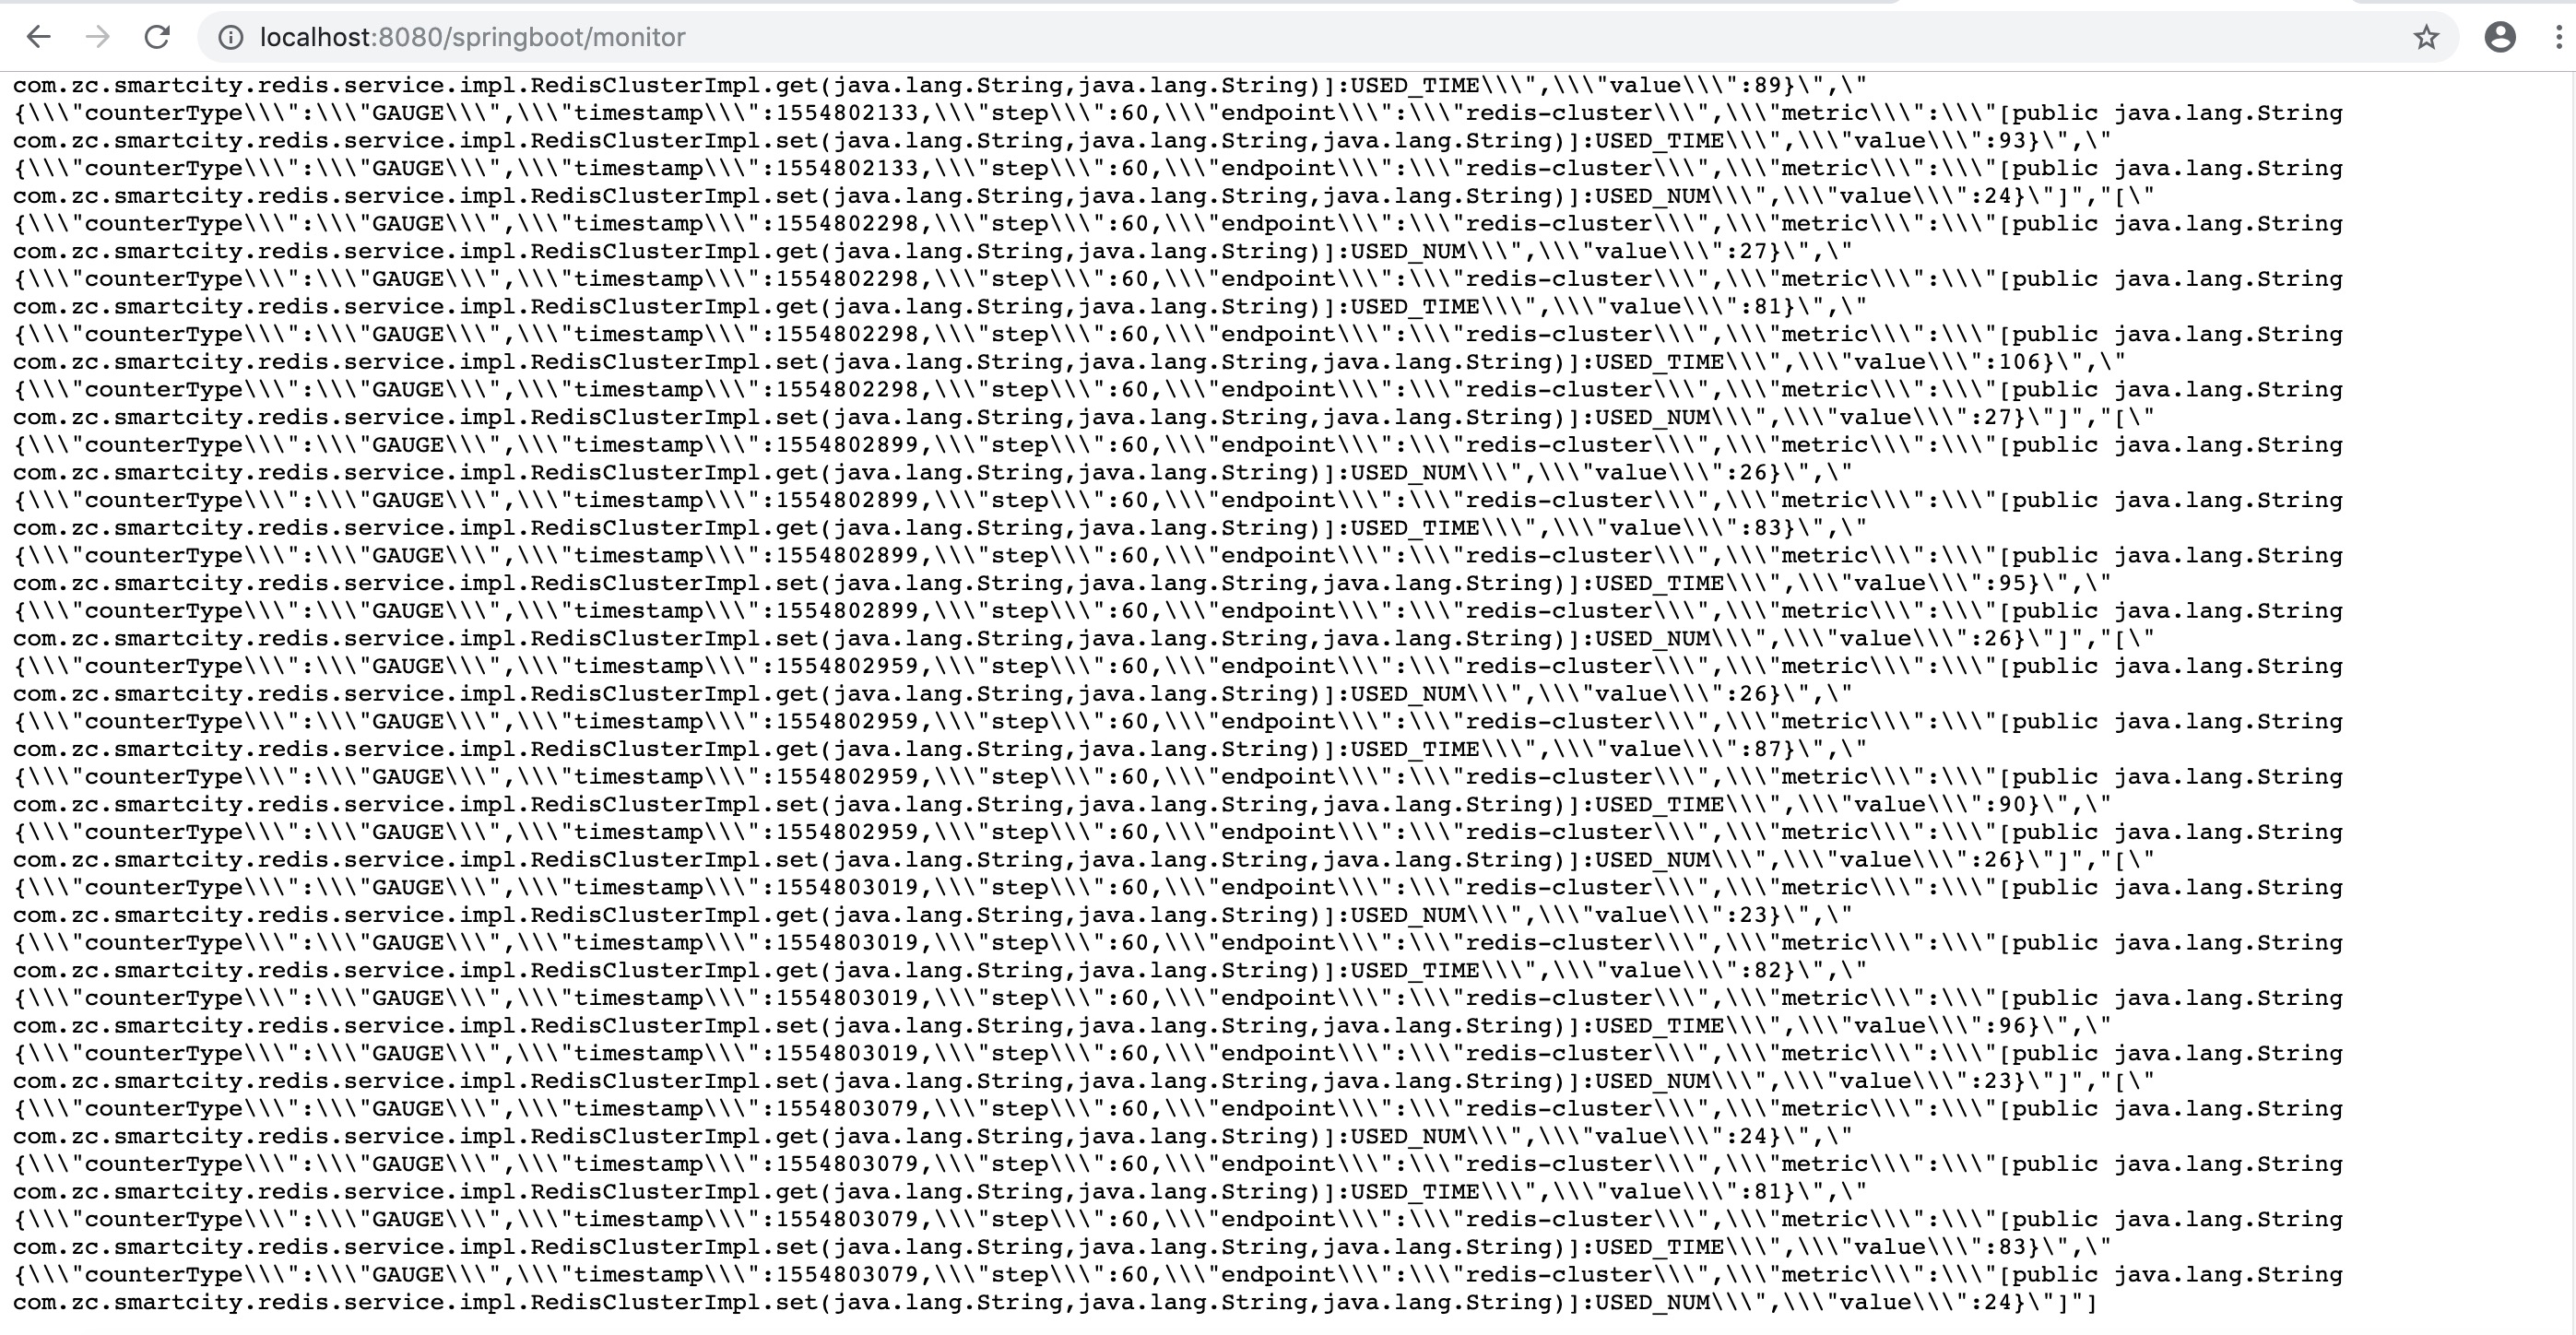 localhost:8080/springboot/monitor
com.zc.smartcity.redis.service.impl.RedisClusterImpl.get(java.lang.String,java.lang.String)]:USED_TIME\\\",\\\"value\\\":89}\",\"
{\\\"counterType\\\":\\\"GAUGE\\\",\\\"timestamp\\\":1554802133,\\\"step\\\":60,\\\"endpoint\\\":\\\"redis-cluster\\\",\\\"metric\\\":\\\"[public java.lang.String
com.zc.smartcity.redis.service.impl.RedisClusterImpl.set(java.lang.String,java.lang.String,java.lang.String)]:USED_TIME\\\",\\\"value\\\":93}\",\"
{\\\"counterType\\\":\\\"GAUGE\\\",\\\"timestamp\\\":1554802133,\\\"step\\\":60,\\\"endpoint\\\":\\\"redis-cluster\\\",\\\"metric\\\":\\\"[public java.lang.String
com.zc.smartcity.redis.service.impl.RedisClusterImpl.set(java.lang.String,java.lang.String,java.lang.String)]:USED_NUM\\\",\\\"value\\\":24}\"]","[\"
{\\\"counterType\\\":\\\"GAUGE\\\",\\\"timestamp\\\":1554802298,\\\"step\\\":60,\\\"endpoint\\\":\\\"redis-cluster\\\",\\\"metric\\\":\\\"[public java.lang.String
com.zc.smartcity.redis.service.impl.RedisClusterImpl.get(java.lang.String,java.lang.String)]:USED_NUM\\\",\\\"value\\\":27}\",\"
{\\\"counterType\\\":\\\"GAUGE\\\",\\\"timestamp\\\":1554802298,\\\"step\\\":60,\\\"endpoint\\\":\\\"redis-cluster\\\",\\\"metric\\\":\\\"[public java.lang.String
com.zc.smartcity.redis.service.impl.RedisClusterImpl.get(java.lang.String,java.lang.String)]:USED_TIME\\\",\\\"value\\\":81}\",\"
{\\\"counterType\\\":\\\"GAUGE\\\",\\\"timestamp\\\":1554802298,\\\"step\\\":60,\\\"endpoint\\\":\\\"redis-cluster\\\",\\\"metric\\\":\\\"[public java.lang.String
com.zc.smartcity.redis.service.impl.RedisClusterImpl.set(java.lang.String,java.lang.String,java.lang.String)]:USED_TIME\\\",\\\"value\\\":106}\",\"
{\\\"counterType\\\":\\\"GAUGE\\\",\\\"timestamp\\\":1554802298,\\\"step\\\":60,\\\"endpoint\\\":\\\"redis-cluster\\\",\\\"metric\\\":\\\"[public java.lang.String
com.zc.smartcity.redis.service.impl.RedisClusterImpl.set(java.lang.String,java.lang.String,java.lang.String)]:USED_NUM\\\",\\\"value\\\":27}\"]","[\"
{\\\"counterType\\\":\\\"GAUGE\\\",\\\"timestamp\\\":1554802899,\\\"step\\\":60,\\\"endpoint\\\":\\\"redis-cluster\\\",\\\"metric\\\":\\\"[public java.lang.String
com.zc.smartcity.redis.service.impl.RedisClusterImpl.get(java.lang.String,java.lang.String)]:USED_NUM\\\",\\\"value\\\":26}\",\"
{\\\"counterType\\\":\\\"GAUGE\\\",\\\"timestamp\\\":1554802899,\\\"step\\\":60,\\\"endpoint\\\":\\\"redis-cluster\\\",\\\"metric\\\":\\\"[public java.lang.String
com.zc.smartcity.redis.service.impl.RedisClusterImpl.get(java.lang.String,java.lang.String)]:USED_TIME\\\",\\\"value\\\":83}\",\"
{\\\"counterType\\\":\\\"GAUGE\\\",\\\"timestamp\\\":1554802899,\\\"step\\\":60,\\\"endpoint\\\":\\\"redis-cluster\\\",\\\"metric\\\":\\\"[public java.lang.String
com.zc.smartcity.redis.service.impl.RedisClusterImpl.set(java.lang.String,java.lang.String,java.lang.String)]:USED_TIME\\\",\\\"value\\\":95}\",\"
{\\\"counterType\\\":\\\"GAUGE\\\",\\\"timestamp\\\":1554802899,\\\"step\\\":60,\\\"endpoint\\\":\\\"redis-cluster\\\",\\\"metric\\\":\\\"[public java.lang.String
com.zc.smartcity.redis.service.impl.RedisClusterImpl.set(java.lang.String,java.lang.String,java.lang.String)]:USED_NUM\\\",\\\"value\\\":26}\"]","[\"
{\\\"counterType\\\":\\\"GAUGE\\\",\\\"timestamp\\\":1554802959,\\\"step\\\":60,\\\"endpoint\\\":\\\"redis-cluster\\\",\\\"metric\\\":\\\"[public java.lang.String
com.zc.smartcity.redis.service.impl.RedisClusterImpl.get(java.lang.String,java.lang.String)]:USED_NUM\\\",\\\"value\\\":26}\",\"
{\\\"counterType\\\":\\\"GAUGE\\\",\\\"timestamp\\\":1554802959,\\\"step\\\":60,\\\"endpoint\\\":\\\"redis-cluster\\\",\\\"metric\\\":\\\"[public java.lang.String
com.zc.smartcity.redis.service.impl.RedisClusterImpl.get(java.lang.String,java.lang.String)]:USED_TIME\\\",\\\"value\\\":87}\",\"
{\\\"counterType\\\":\\\"GAUGE\\\",\\\"timestamp\\\":1554802959,\\\"step\\\":60,\\\"endpoint\\\":\\\"redis-cluster\\\",\\\"metric\\\":\\\"[public java.lang.String
com.zc.smartcity.redis.service.impl.RedisClusterImpl.set(java.lang.String,java.lang.String,java.lang.String)]:USED_TIME\\\",\\\"value\\\":90}\",\"
{\\\"counterType\\\":\\\"GAUGE\\\",\\\"timestamp\\\":1554802959,\\\"step\\\":60,\\\"endpoint\\\":\\\"redis-cluster\\\",\\\"metric\\\":\\\"[public java.lang.String
com.zc.smartcity.redis.service.impl.RedisClusterImpl.set(java.lang.String,java.lang.String,java.lang.String)]:USED_NUM\\\",\\\"value\\\":26}\"]","[\"
{\\\"counterType\\\":\\\"GAUGE\\\",\\\"timestamp\\\":1554803019,\\\"step\\\":60,\\\"endpoint\\\":\\\"redis-cluster\\\",\\\"metric\\\":\\\"[public java.lang.String
com.zc.smartcity.redis.service.impl.RedisClusterImpl.get(java.lang.String,java.lang.String)]:USED_NUM\\\",\\\"value\\\":23}\",\"
{\\\"counterType\\\":\\\"GAUGE\\\",\\\"timestamp\\\":1554803019,\\\"step\\\":60,\\\"endpoint\\\":\\\"redis-cluster\\\",\\\"metric\\\":\\\"[public java.lang.String
com.zc.smartcity.redis.service.impl.RedisClusterImpl.get(java.lang.String,java.lang.String)]:USED_TIME\\\",\\\"value\\\":82}\",\"
{\\\"counterType\\\":\\\"GAUGE\\\",\\\"timestamp\\\":1554803019,\\\"step\\\":60,\\\"endpoint\\\":\\\"redis-cluster\\\",\\\"metric\\\":\\\"[public java.lang.String
com.zc.smartcity.redis.service.impl.RedisClusterImpl.set(java.lang.String,java.lang.String,java.lang.String)]:USED_TIME\\\",\\\"value\\\":96}\",\"
{\\\"counterType\\\":\\\"GAUGE\\\",\\\"timestamp\\\":1554803019,\\\"step\\\":60,\\\"endpoint\\\":\\\"redis-cluster\\\",\\\"metric\\\":\\\"[public java.lang.String
com.zc.smartcity.redis.service.impl.RedisClusterImpl.set(java.lang.String,java.lang.String,java.lang.String)]:USED_NUM\\\",\\\"value\\\":23}\"]","[\"
{\\\"counterType\\\":\\\"GAUGE\\\",\\\"timestamp\\\":1554803079,\\\"step\\\":60,\\\"endpoint\\\":\\\"redis-cluster\\\",\\\"metric\\\":\\\"[public java.lang.String
com.zc.smartcity.redis.service.impl.RedisClusterImpl.get(java.lang.String,java.lang.String)]:USED_NUM\\\",\\\"value\\\":24}\",\"
{\\\"counterType\\\":\\\"GAUGE\\\",\\\"timestamp\\\":1554803079,\\\"step\\\":60,\\\"endpoint\\\":\\\"redis-cluster\\\",\\\"metric\\\":\\\"[public java.lang.String
com.zc.smartcity.redis.service.impl.RedisClusterImpl.get(java.lang.String,java.lang.String)]:USED_TIME\\\",\\\"value\\\":81}\",\"
{\\\"counterType\\\":\\\"GAUGE\\\",\\\"timestamp\\\":1554803079,\\\"step\\\":60,\\\"endpoint\\\":\\\"redis-cluster\\\",\\\"metric\\\":\\\"[public java.lang.String
com.zc.smartcity.redis.service.impl.RedisClusterImpl.set(java.lang.String,java.lang.String,java.lang.String)]:USED_TIME\\\",\\\"value\\\":83}\",\"
{\\\"counterType\\\":\\\"GAUGE\\\",\\\"timestamp\\\":1554803079,\\\"step\\\":60,\\\"endpoint\\\":\\\"redis-cluster\\\",\\\"metric\\\":\\\"[public java.lang.String
com.zc.smartcity.redis.service.impl.RedisClusterImpl.set(java.lang.String,java.lang.String,java.lang.String)]:USED_NUM\\\",\\\"value\\\":24}\"]"]